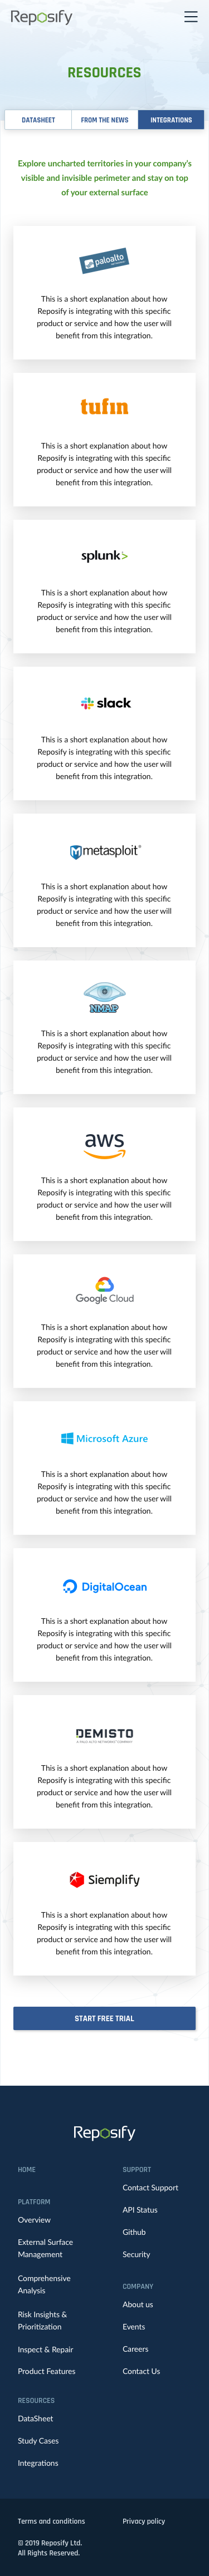 Reposify
RESOURCES
DATASHEET
FROM THE NEWS
INTEGRATIONS
Explore uncharted territories in your company's
visible and invisible perimeter and stay on top
of your external surface
paloalto
This is a short explanation about how
Reposify is integrating with this specific
product or service and how the user will
benefit from this integration.
tufin
This is a short explanation about how
Reposify is integrating with this specific
product or service and how the user will
benefit from this integration.
splunk>
This is a short explanation about how
Reposify is integrating with this specific
product or service and how the user will
benefit from this integration.
slack
This is a short explanation about how
Reposify is integrating with this specific
product or service and how the user will
benefit from this integration.
metasploit®
This is a short explanation about how
Reposify is integrating with this specific
product or service and how the user will
benefit from this integration.
NMAP
This is a short explanation about how
Reposify is integrating with this specific
product or service and how the user will
benefit from this integration.
aws
This is a short explanation about how
Reposify is integrating with this specific
product or service and how the user will
benefit from this integration.
Google Cloud
This is a short explanation about how
Reposify is integrating with this specific
product or service and how the user will
benefit from this integration.
Microsoft Azure
This is a short explanation about how
Reposify is integrating with this specific
product or service and how the user will
benefit from this integration.
DigitalOcean
This is a short explanation about how
Reposify is integrating with this specific
product or service and how the user will
benefit from this integration.
DEMISTO
A PALO ALTO NETWORKS COMPANY
This is a short explanation about how
Reposify is integrating with this specific
product or service and how the user will
benefit from this integration.
Siemplify
This is a short explanation about how
Reposify is integrating with this specific
product or service and how the user will
benefit from this integration.
START FREE TRIAL
Reposify
HOME
PLATFORM
Overview
External Surface
Management
Comprehensive
Analysis
Risk Insights &
Prioritization
Inspect & Repair
Product Features
RESOURCES
DataSheet
Study Cases
Integrations
SUPPORT
Contact Support
API Status
Github
Security
COMPANY
About us
Events
Careers
Contact Us
Terms and conditions
Privacy policy
© 2019 Reposify Ltd.
All Rights Reserved.